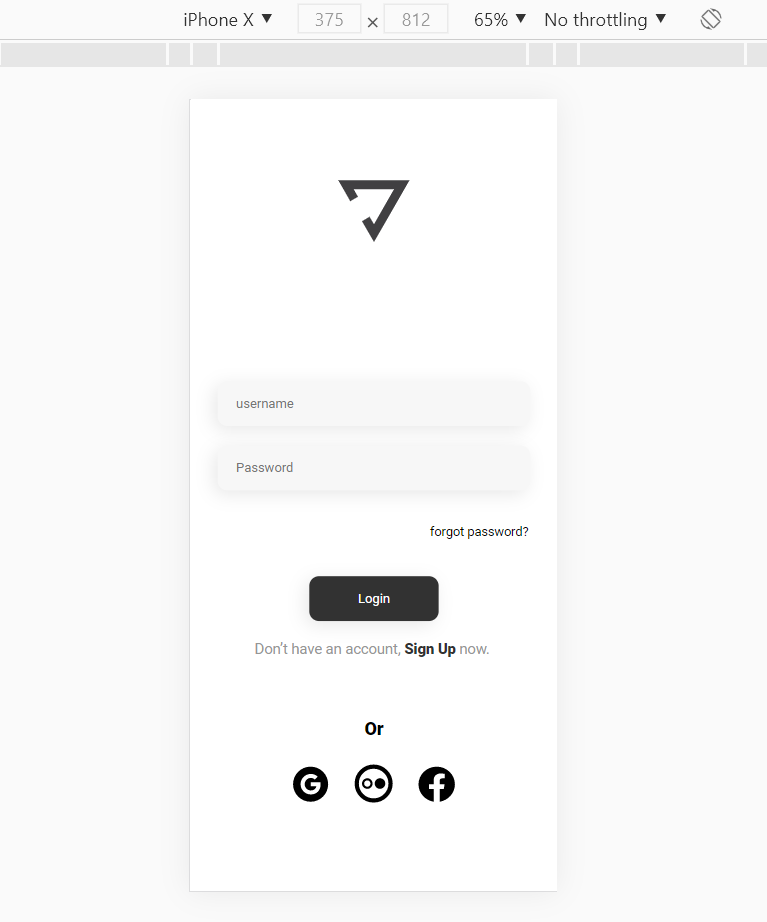 iPhone X ▼ 375 × 812 65% ▼ No throttling ▼
username
Password
forgot password?
Login
Don't have an account, Sign Up now.
Or